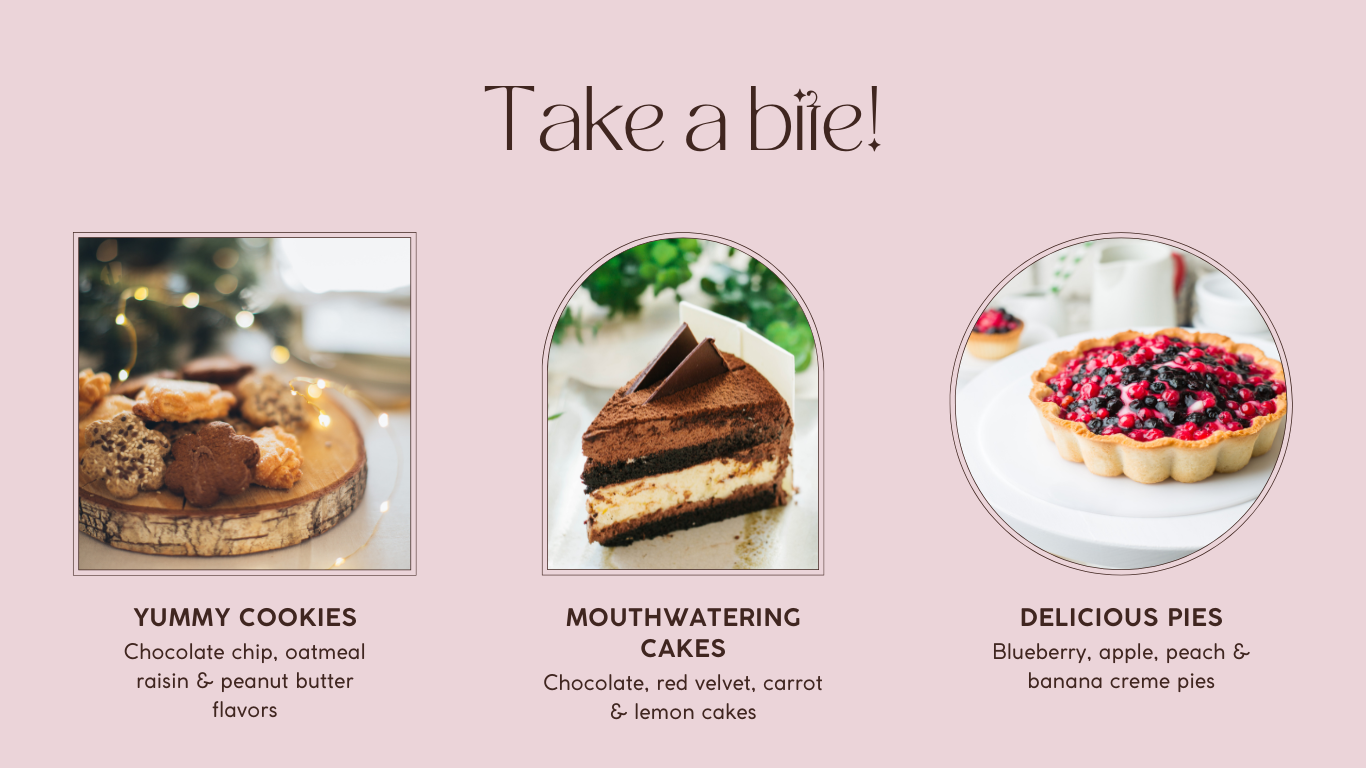 Take a bite!
YUMMY COOKIES
Chocolate chip, oatmeal
raisin & peanut butter
flavors
MOUTHWATERING
CAKES
Chocolate, red velvet, carrot
& lemon cakes
DELICIOUS PIES
Blueberry, apple, peach &
banana creme pies